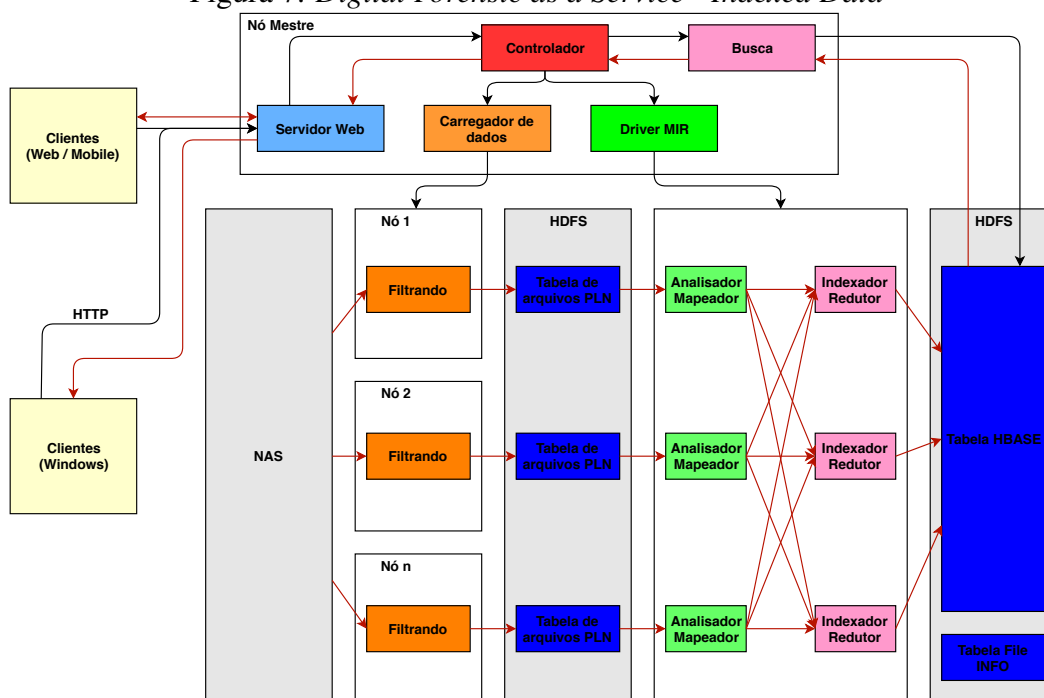 Figura 7: Digital Forensic as a Service - Indexed Data
Nó Mestre
Controlador
Busca
Clientes
(Web / Mobile)
Servidor Web
Carregador de
dados
Driver MIR
Nó 1
HDFS
HDFS
Filtrando
Tabela de
arquivos PLN
Analisador
Mapeador
Indexador
Redutor
HTTP
Nó 2
Clientes
(Windows)
NAS
Filtrando
Tabela de
arquivos PLN
Analisador
Mapeador
Indexador
Redutor
Tabela HBASE
Nó n
Filtrando
Tabela de
arquivos PLN
Analisador
Mapeador
Indexador
Redutor
Tabela File
INFO